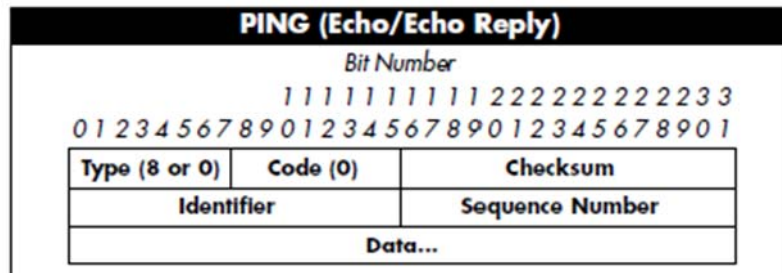 PING (Echo/Echo Reply)
Bit Number
1 1 1 1 1 1 1 1 1 1 2 2 2 2 2 2 2 2 2 2 3 3
0 1 2 3 4 5 6 7 8 9 0 1 2 3 4 5 6 7 8 9 0 1 2 3 4 5 6 7 8 9 0 1
Type (8 or 0) Code (0) Checksum
Identifier Sequence Number
Data...